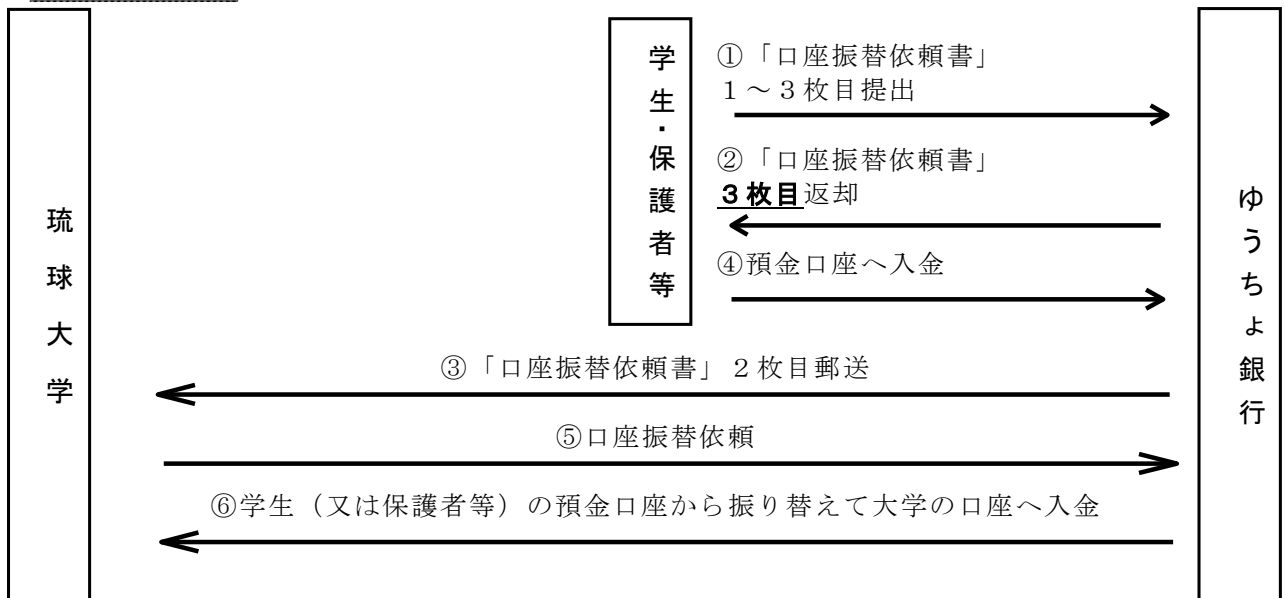 琉球大学
学生・保護者等
①「口座振替依頼書」
１～３枚目提出
②「口座振替依頼書」
３枚目返却
④預金口座へ入金
③「口座振替依頼書」２枚目郵送
⑤口座振替依頼
⑥学生（又は保護者等）の預金口座から振り替えて大学の口座へ入金
ゆうちょ銀行